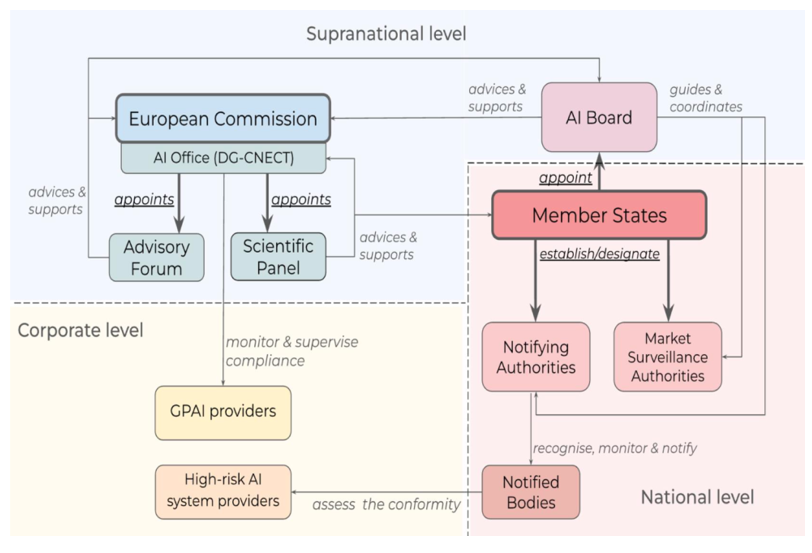 Supranational level
advices &
supports
guides &
coordinates
European Commission
AI Board
AI Office (DG-CNECT)
appoints
appoints
appoint
advices &
supports
Member States
Advisory
Forum
Scientific
Panel
advices &
supports
establish/designate
Corporate level
monitor & supervise
compliance
Notifying
Authorities
Market
Surveillance
Authorities
GPAI providers
recognise, monitor & notify
High-risk AI
system providers
assess the conformity
Notified
Bodies
National level